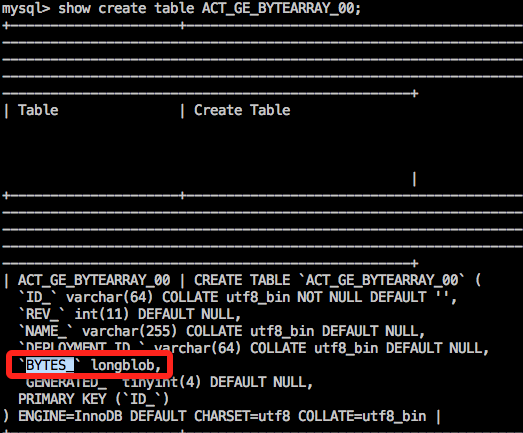 mysql> show create table ACT_GE_BYTEARRAY_00;
| Table | Create Table
|
| ACT_GE_BYTEARRAY_00 | CREATE TABLE `ACT_GE_BYTEARRAY_00` (
`ID_` varchar(64) COLLATE utf8_bin NOT NULL DEFAULT '',
`REV_` int(11) DEFAULT NULL,
`NAME_` varchar(255) COLLATE utf8_bin DEFAULT NULL,
`DEPLOYMENT_ID_` varchar(64) COLLATE utf8_bin DEFAULT NULL,
`BYTES_` longblob,
`GENERATED_` tinyint(4) DEFAULT NULL,
PRIMARY KEY (`ID_`)
) ENGINE=InnoDB DEFAULT CHARSET=utf8 COLLATE=utf8_bin |